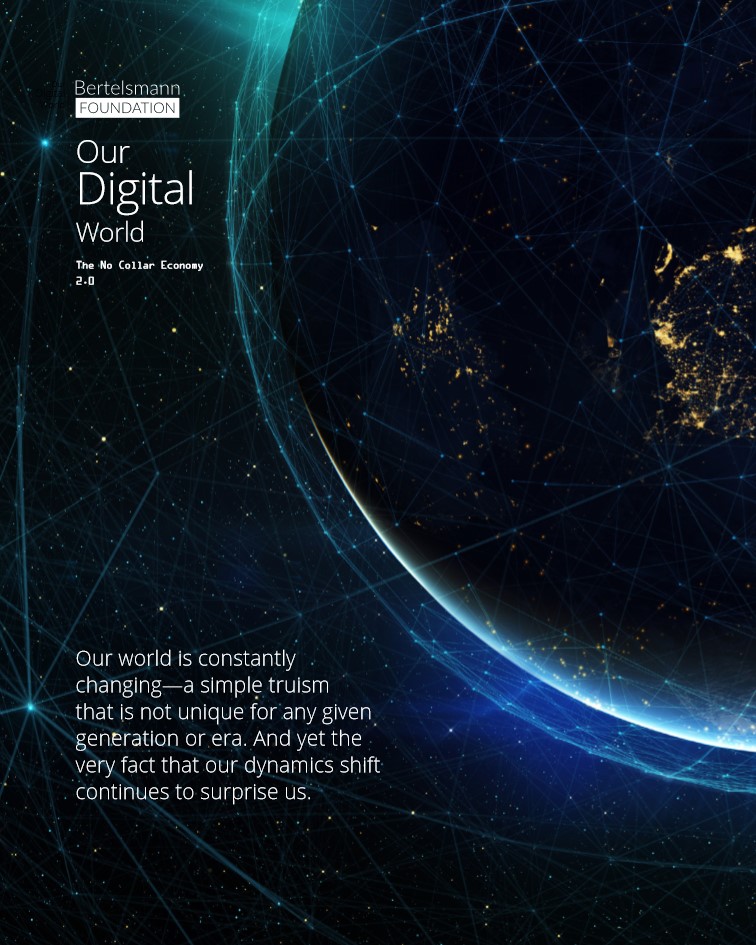 Bertelsmann
FOUNDATION
Our
Digital
World
The No Collar Economy
2.0
Our world is constantly
changing—a simple truism
that is not unique for any given
generation or era. And yet the
very fact that our dynamics shift
continues to surprise us.